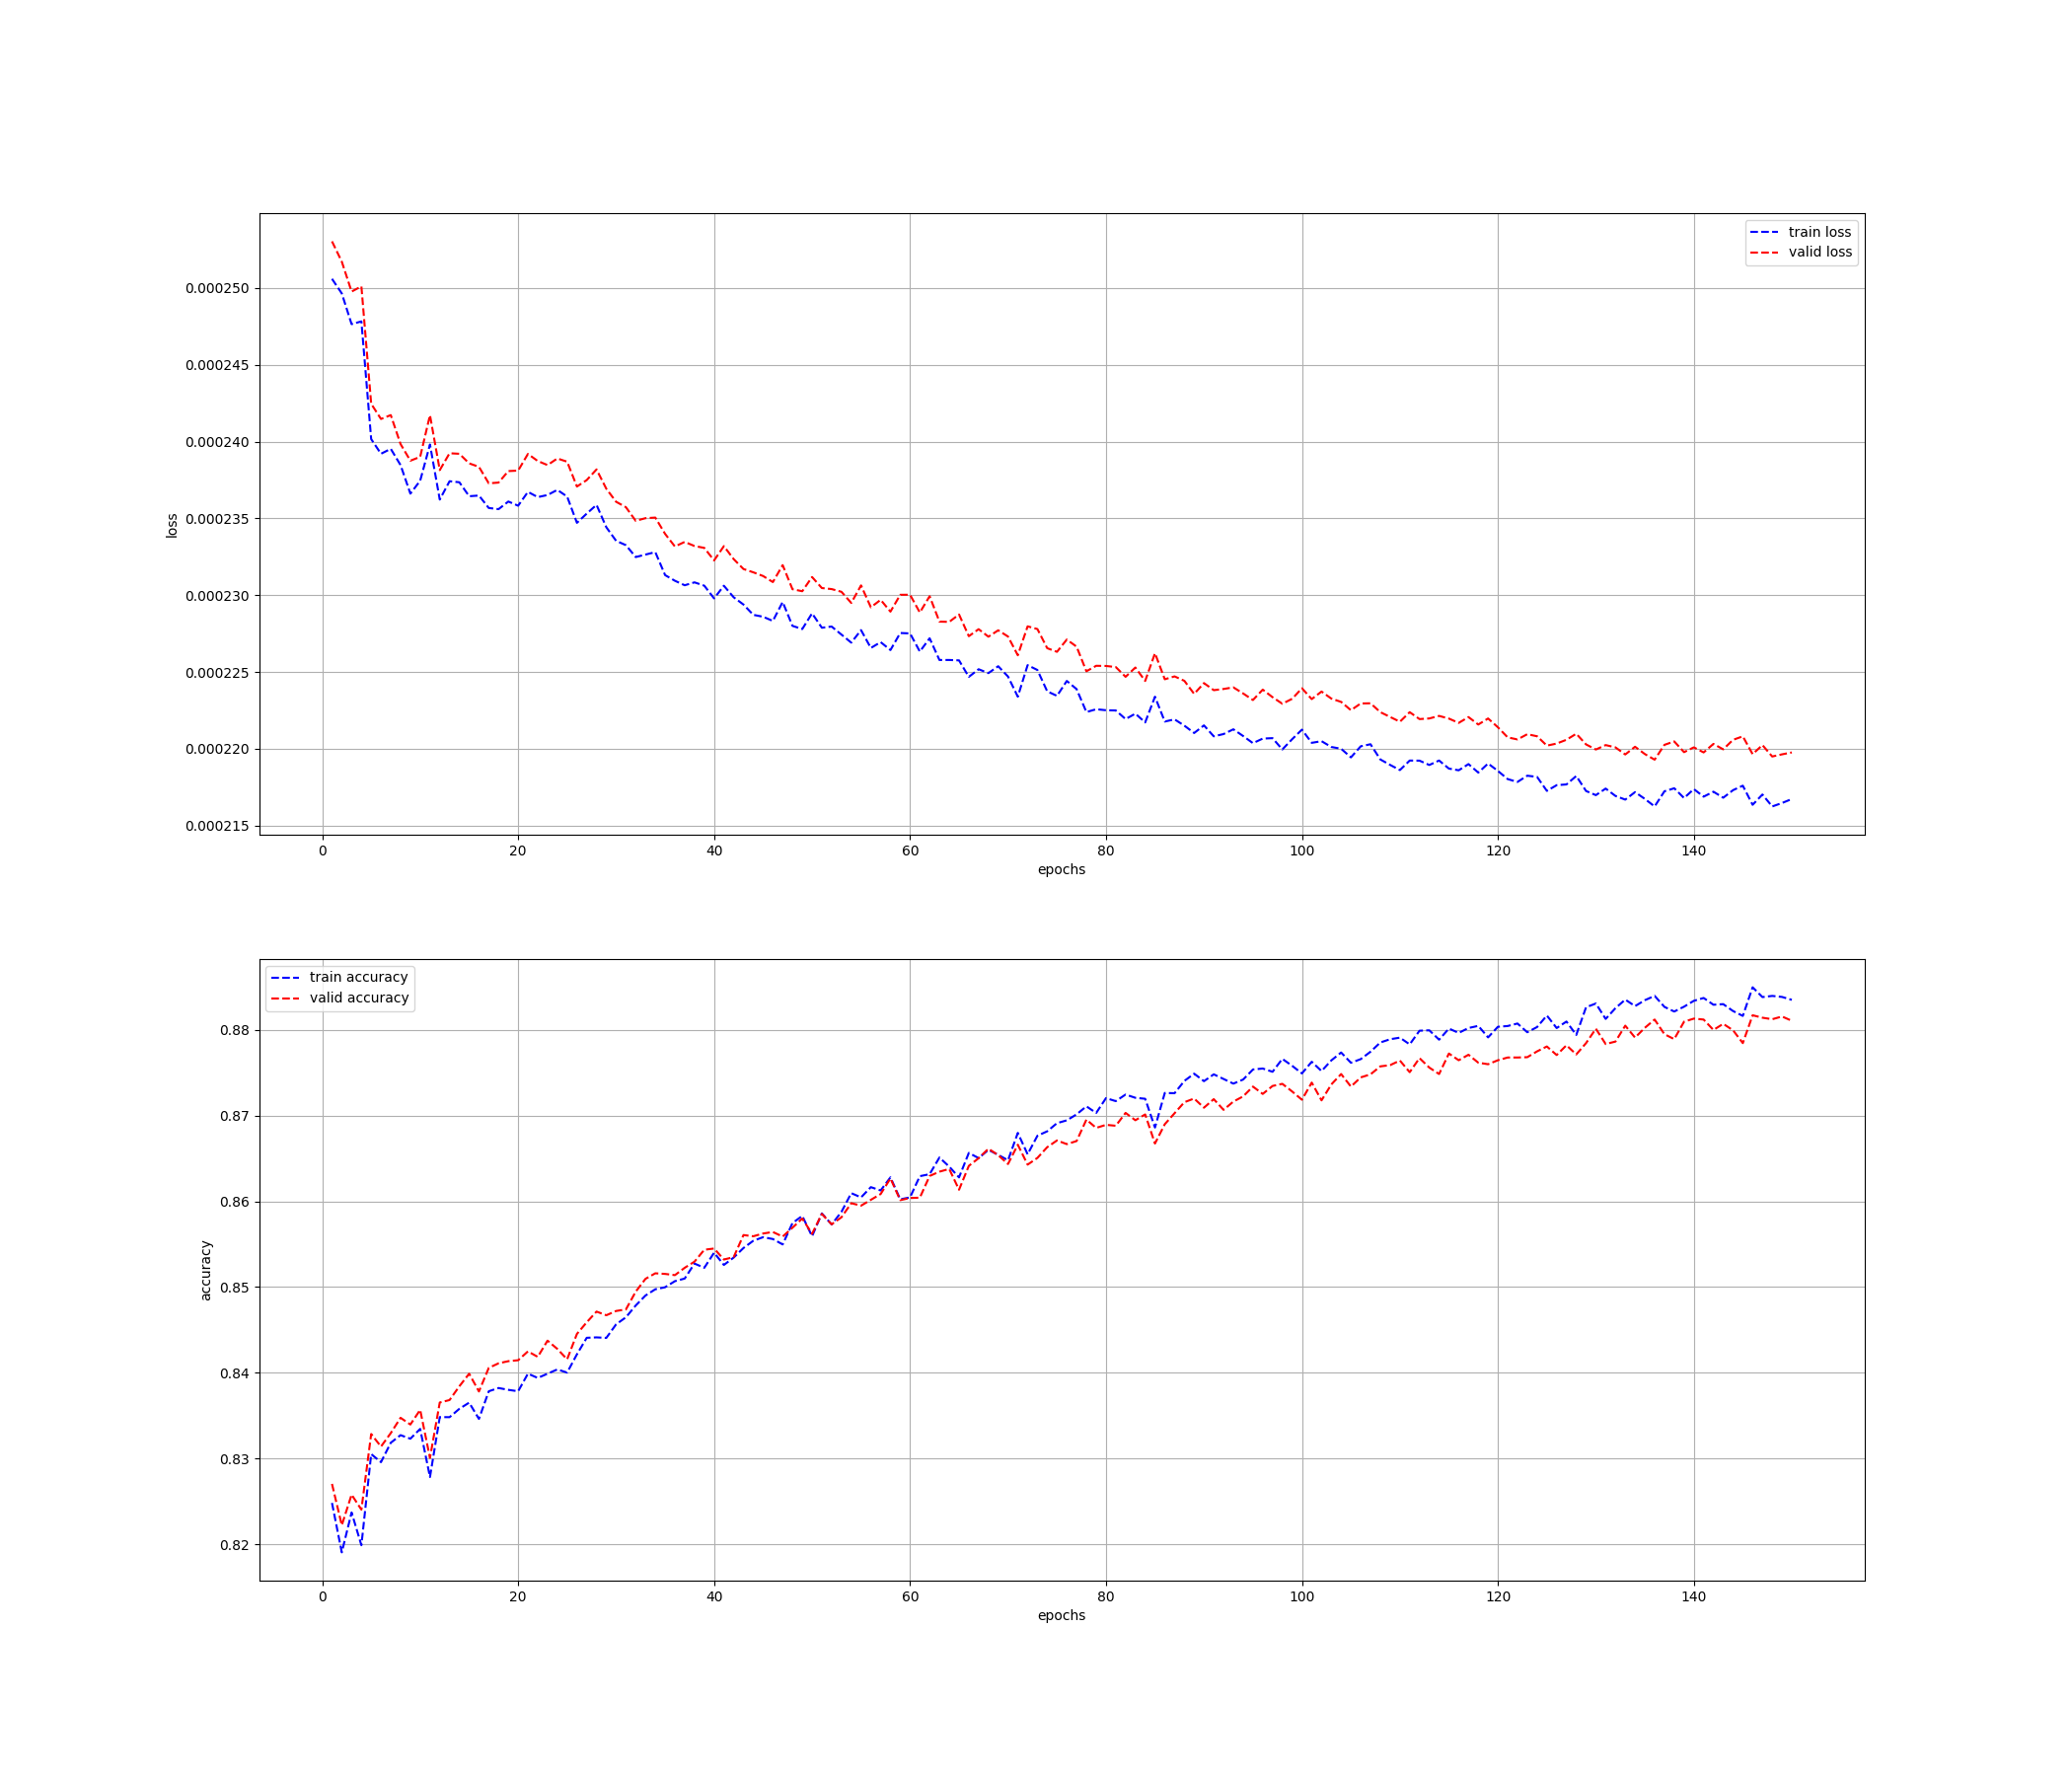 train loss
valid loss
0.000250
0.000245
0.000240
0.000235
0.000230
0.000225
0.000220
0.000215
loss
0 20 40 60 80 100 120 140
epochs
train accuracy
valid accuracy
0.88
0.87
0.86
0.85
0.84
0.83
0.82
accuracy
0 20 40 60 80 100 120 140
epochs